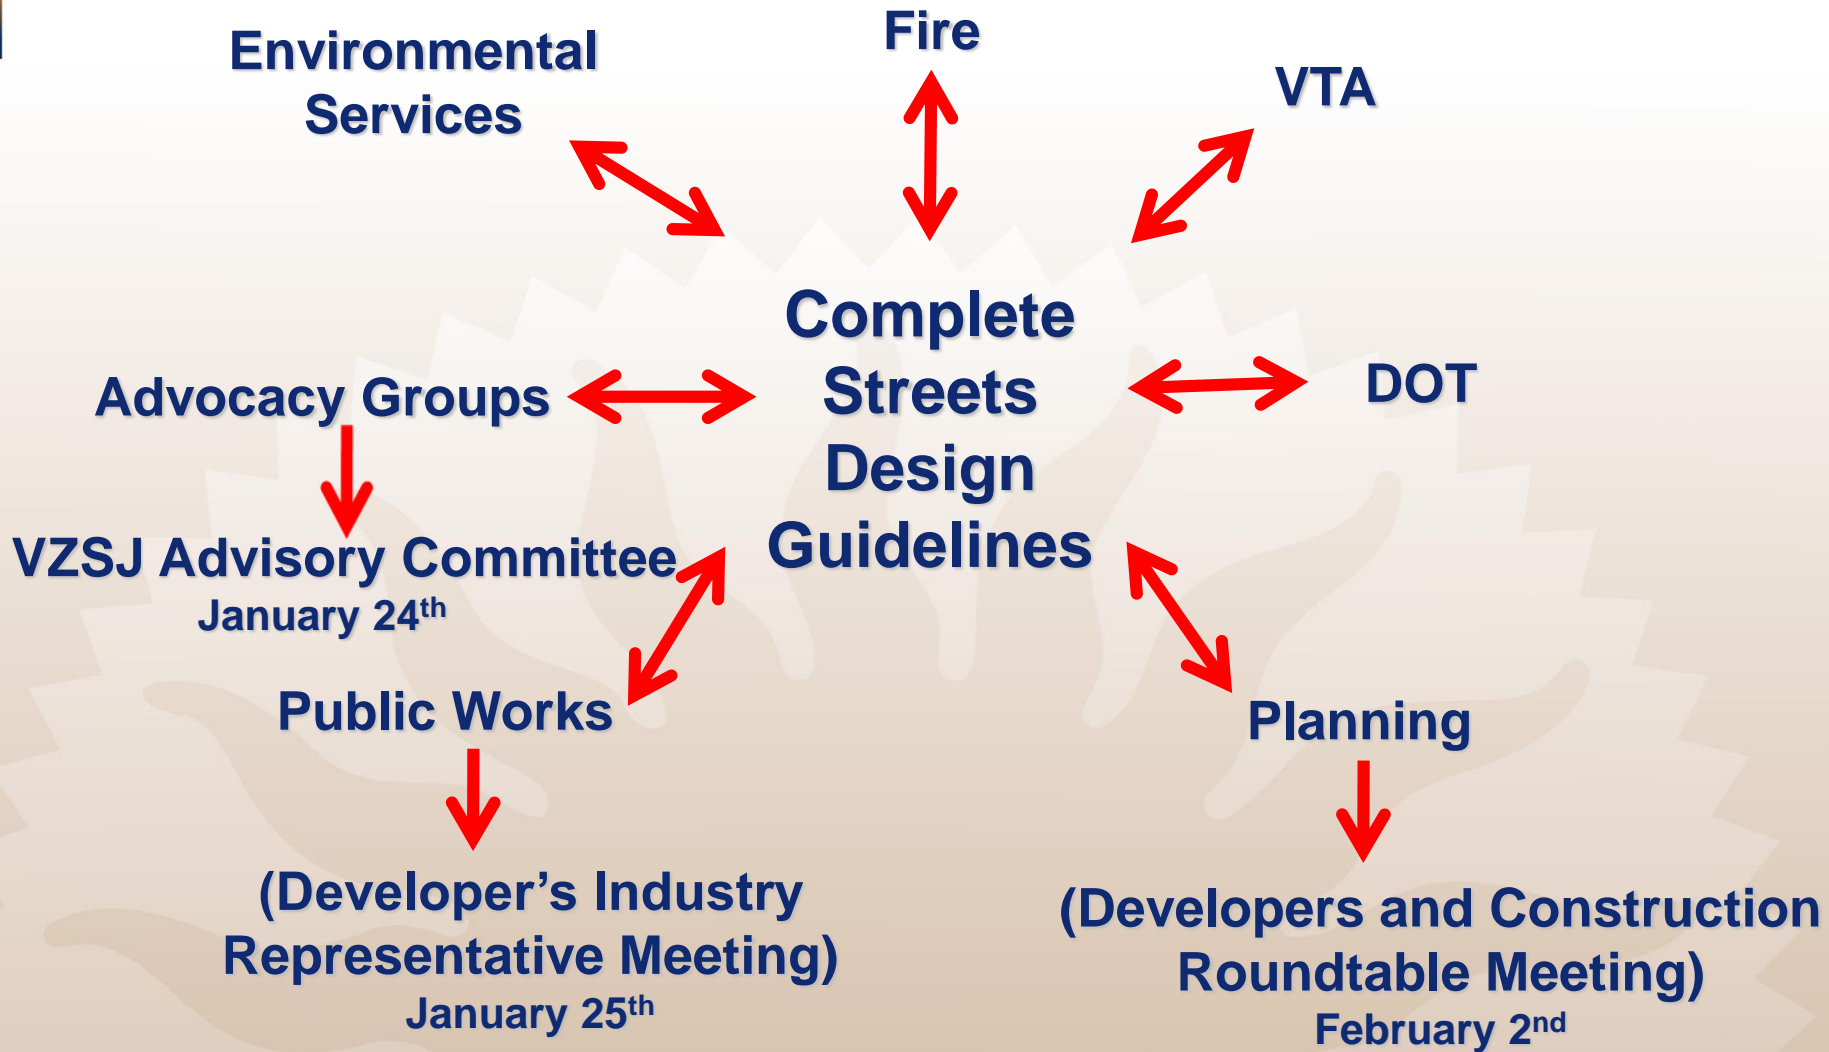 Environmental
Services
Fire
VTA
Complete
Streets
Design
Guidelines
Advocacy Groups
DOT
VZSJ Advisory Committee
January 24th
Public Works
Planning
(Developer’s Industry
Representative Meeting)
January 25th
(Developers and Construction
Roundtable Meeting)
February 2nd